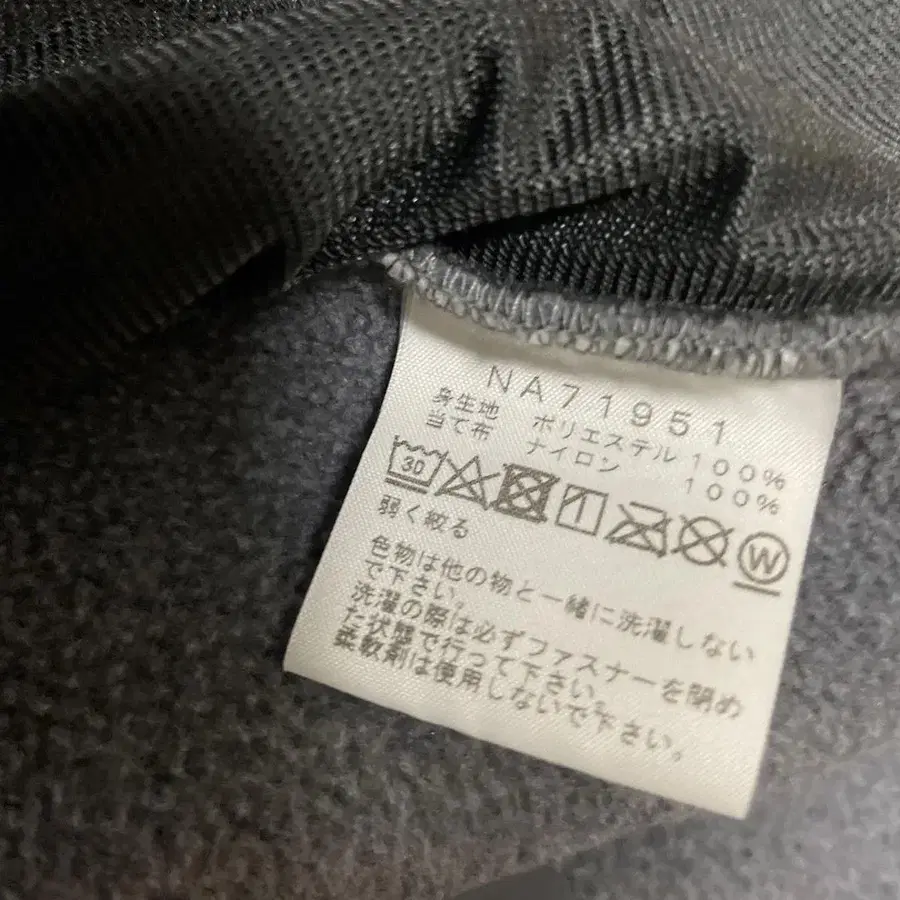 NA71951
身生地 ポリエステル 100%
当て布 ナイロン 100%
30 W
弱く絞る
色物は他の物と一緒に洗濯しない
で下さい。
洗濯の際は必ずファスナーを閉め
た状態で行って下さい。
柔軟剤は使用しないで下さい。